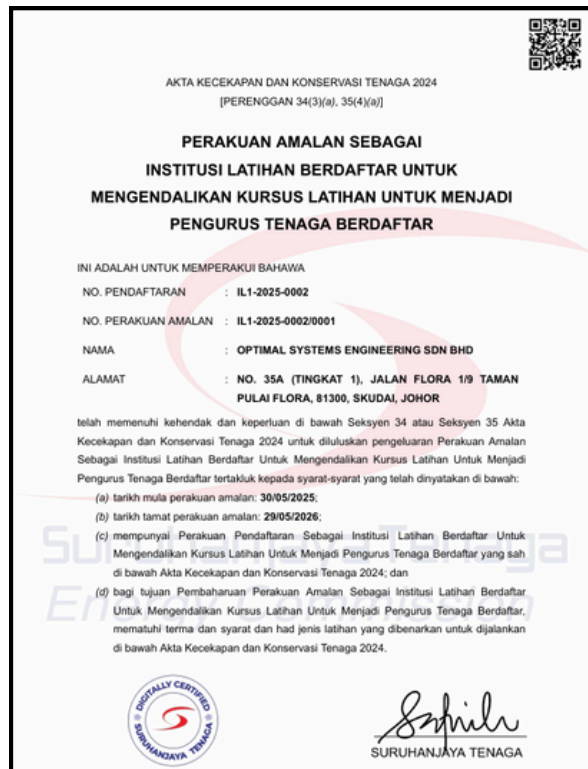 AKTA KECEKAPAN DAN KONSERVASI TENAGA 2024
[PERENGGAN 34(3)(a), 35(4)(a)]
PERAKUAN AMALAN SEBAGAI
INSTITUSI LATIHAN BERDAFTAR UNTUK
MENGENDALIKAN KURSUS LATIHAN UNTUK MENJADI
PENGURUS TENAGA BERDAFTAR
INI ADALAH UNTUK MEMPERAKUI BAHAWA
NO. PENDAFTARAN : IL1-2025-0002
NO. PERAKUAN AMALAN : IL1-2025-0002/0001
NAMA : OPTIMAL SYSTEMS ENGINEERING SDN BHD
ALAMAT : NO. 35A (TINGKAT 1), JALAN FLORA 1/9 TAMAN
PULAI FLORA, 81300, SKUDAI, JOHOR
telah memenuhi kehendak dan keperluan di bawah Seksyen 34 atau Seksyen 35 Akta
Kecekapan dan Konservasi Tenaga 2024 untuk diluluskan pengeluaran Perakuan Amalan
Sebagai Institusi Latihan Berdaftar Untuk Mengendalikan Kursus Latihan Untuk Menjadi
Pengurus Tenaga Berdaftar tertakluk kepada syarat-syarat yang telah dinyatakan di bawah:
(a) tarikh mula perakuan amalan: 30/05/2025;
(b) tarikh tamat perakuan amalan: 29/05/2026;
(c) mempunyai Perakuan Pendaftaran Sebagai Institusi Latihan Berdaftar Untuk
Mengendalikan Kursus Latihan Untuk Menjadi Pengurus Tenaga Berdaftar yang sah
di bawah Akta Kecekapan dan Konservasi Tenaga 2024; dan
(d) bagi tujuan Pembaharuan Perakuan Amalan Sebagai Institusi Latihan Berdaftar
Untuk Mengendalikan Kursus Latihan Untuk Menjadi Pengurus Tenaga Berdaftar,
mematuhi terma dan syarat dan had jenis latihan yang dibenarkan untuk dijalankan
di bawah Akta Kecekapan dan Konservasi Tenaga 2024.
Suruhanjaya Tenaga
Energy Commission
DIGITALLY CERTIFIED
SURUHANJAYA TENAGA
SURUHANJAYA TENAGA